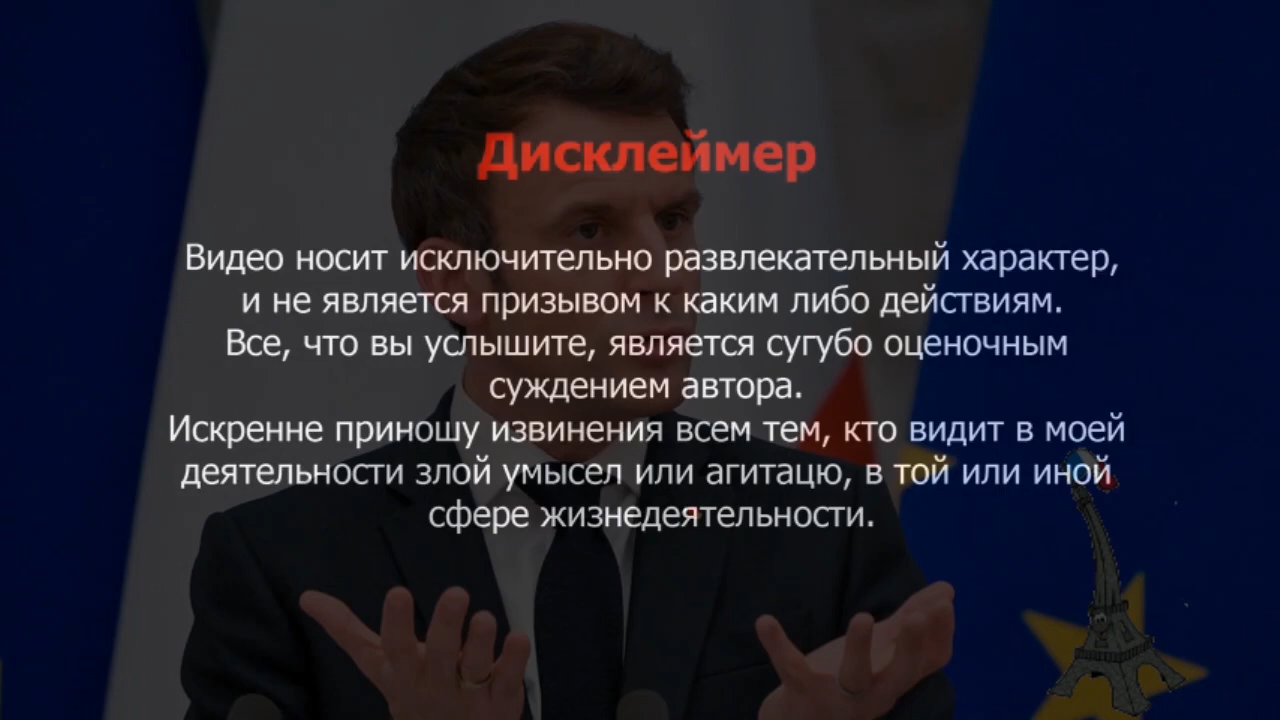 Дисклеймер
Видео носит исключительно развлекательный характер,
и не является призывом к каким либо действиям.
Все, что вы услышите, является сугубо оценочным
суждением автора.
Искренне приношу извинения всем тем, кто видит в моей
деятельности злой умысел или агитацю, в той или иной
сфере жизнедеятельности.